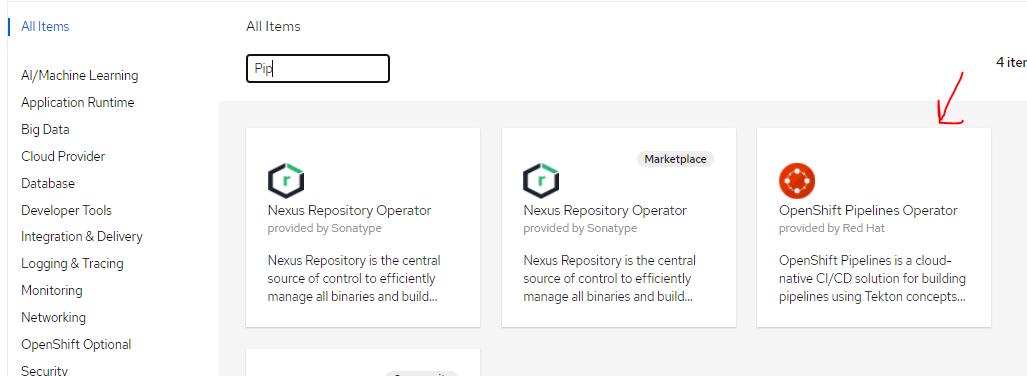 All Items
AI/Machine Learning
Application Runtime
Big Data
Cloud Provider
Database
Developer Tools
Integration & Delivery
Logging & Tracing
Monitoring
Networking
OpenShift Optional
Security
All Items
Pip
4 iter
r
Nexus Repository Operator
provided by Sonatype
Nexus Repository is the central
source of control to efficiently
manage all binaries and build...
Marketplace
r
Nexus Repository Operator
provided by Sonatype
Nexus Repository is the central
source of control to efficiently
manage all binaries and build...
OpenShift Pipelines Operator
provided by Red Hat
OpenShift Pipelines is a cloud-
native CI/CD solution for building
pipelines using Tekton concepts...